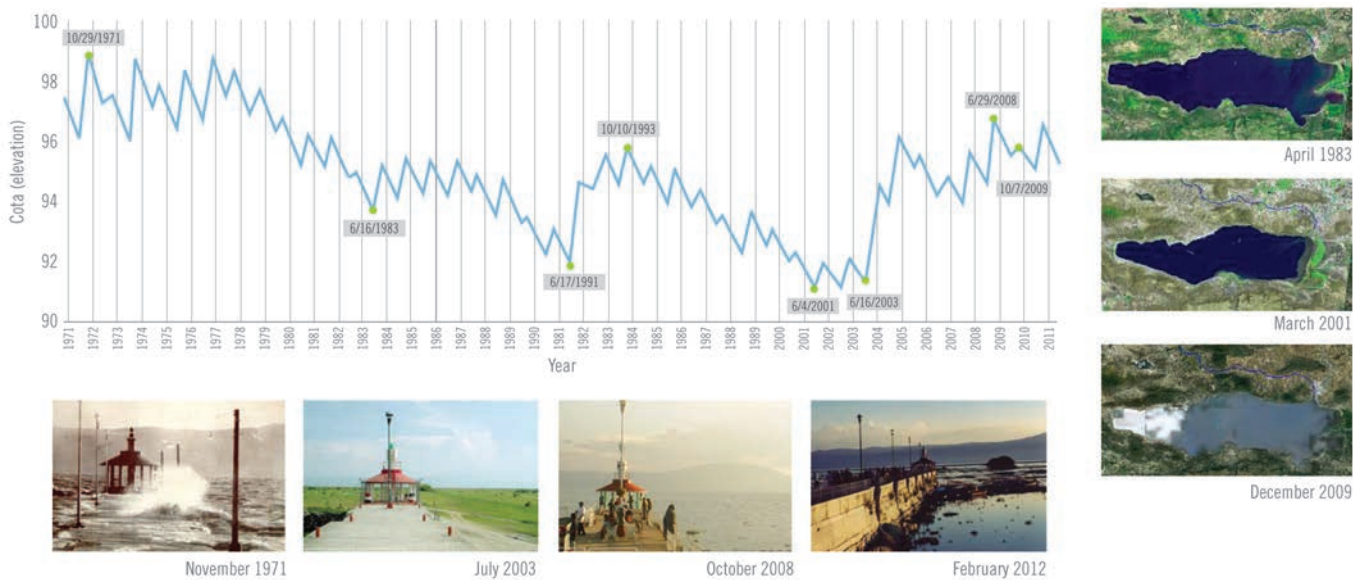 100
98
96
94
92
90
Cota (elevation)
10/29/1971
6/16/1983
6/17/1991
10/10/1993
6/4/2001
6/16/2003
6/29/2008
10/7/2009
1971 1972 1973 1974 1975 1976 1977 1978 1979 1980 1981 1982 1983 1984 1985 1986 1987 1988 1989 1990 1981 1982 1983 1984 1985 1986 1987 1988 1989 2000 2001 2002 2003 2004 2005 2006 2007 2008 2009 2010 2011
Year
April 1983
March 2001
December 2009
November 1971
July 2003
October 2008
February 2012